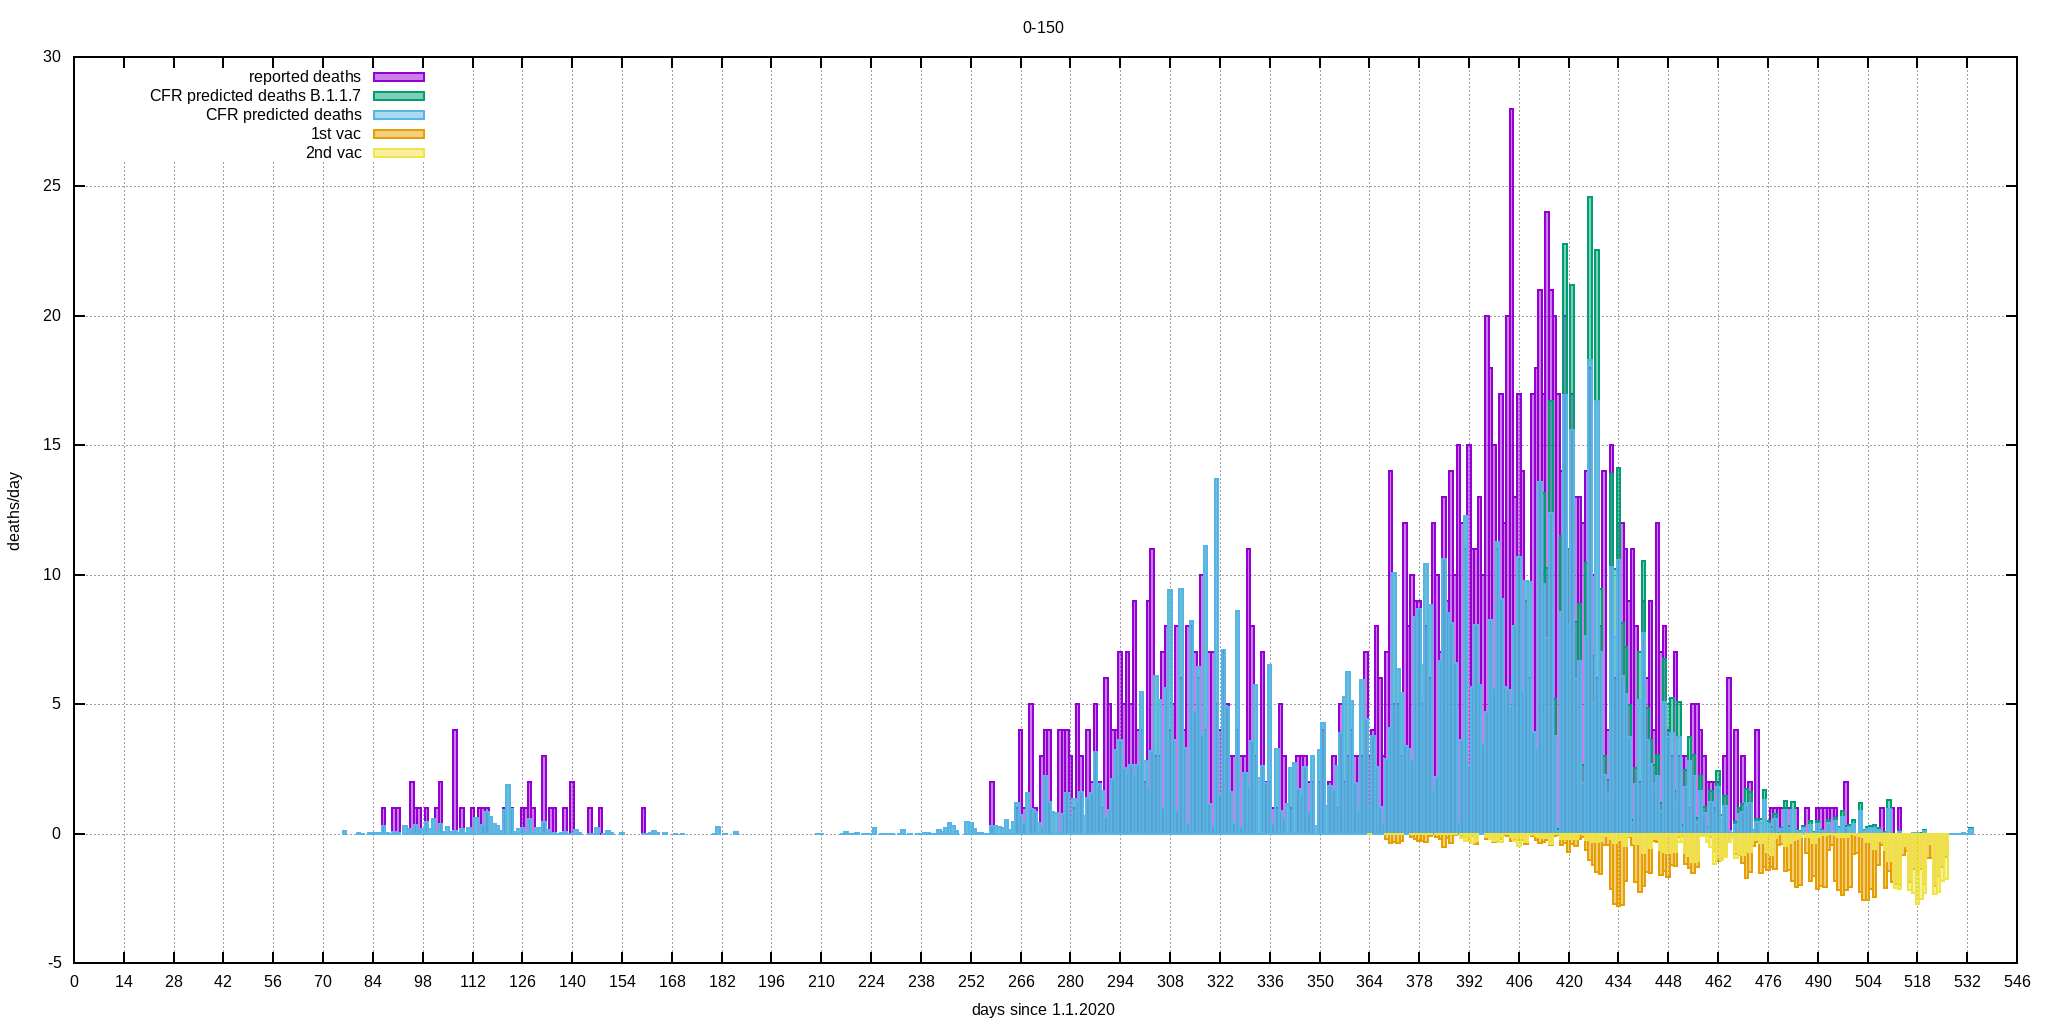 0-150
30
25
20
15
10
5
0
-5
deaths/day
reported deaths
CFR predicted deaths B.1.1.7
CFR predicted deaths
1st vac
2nd vac
0 14 28 42 56 70 84 98 112 126 140 154 168 182 196 210 224 238 252 266 280 294 308 322 336 350 364 378 392 406 420 434 448 462 476 490 504 518 532 546
days since 1.1.2020